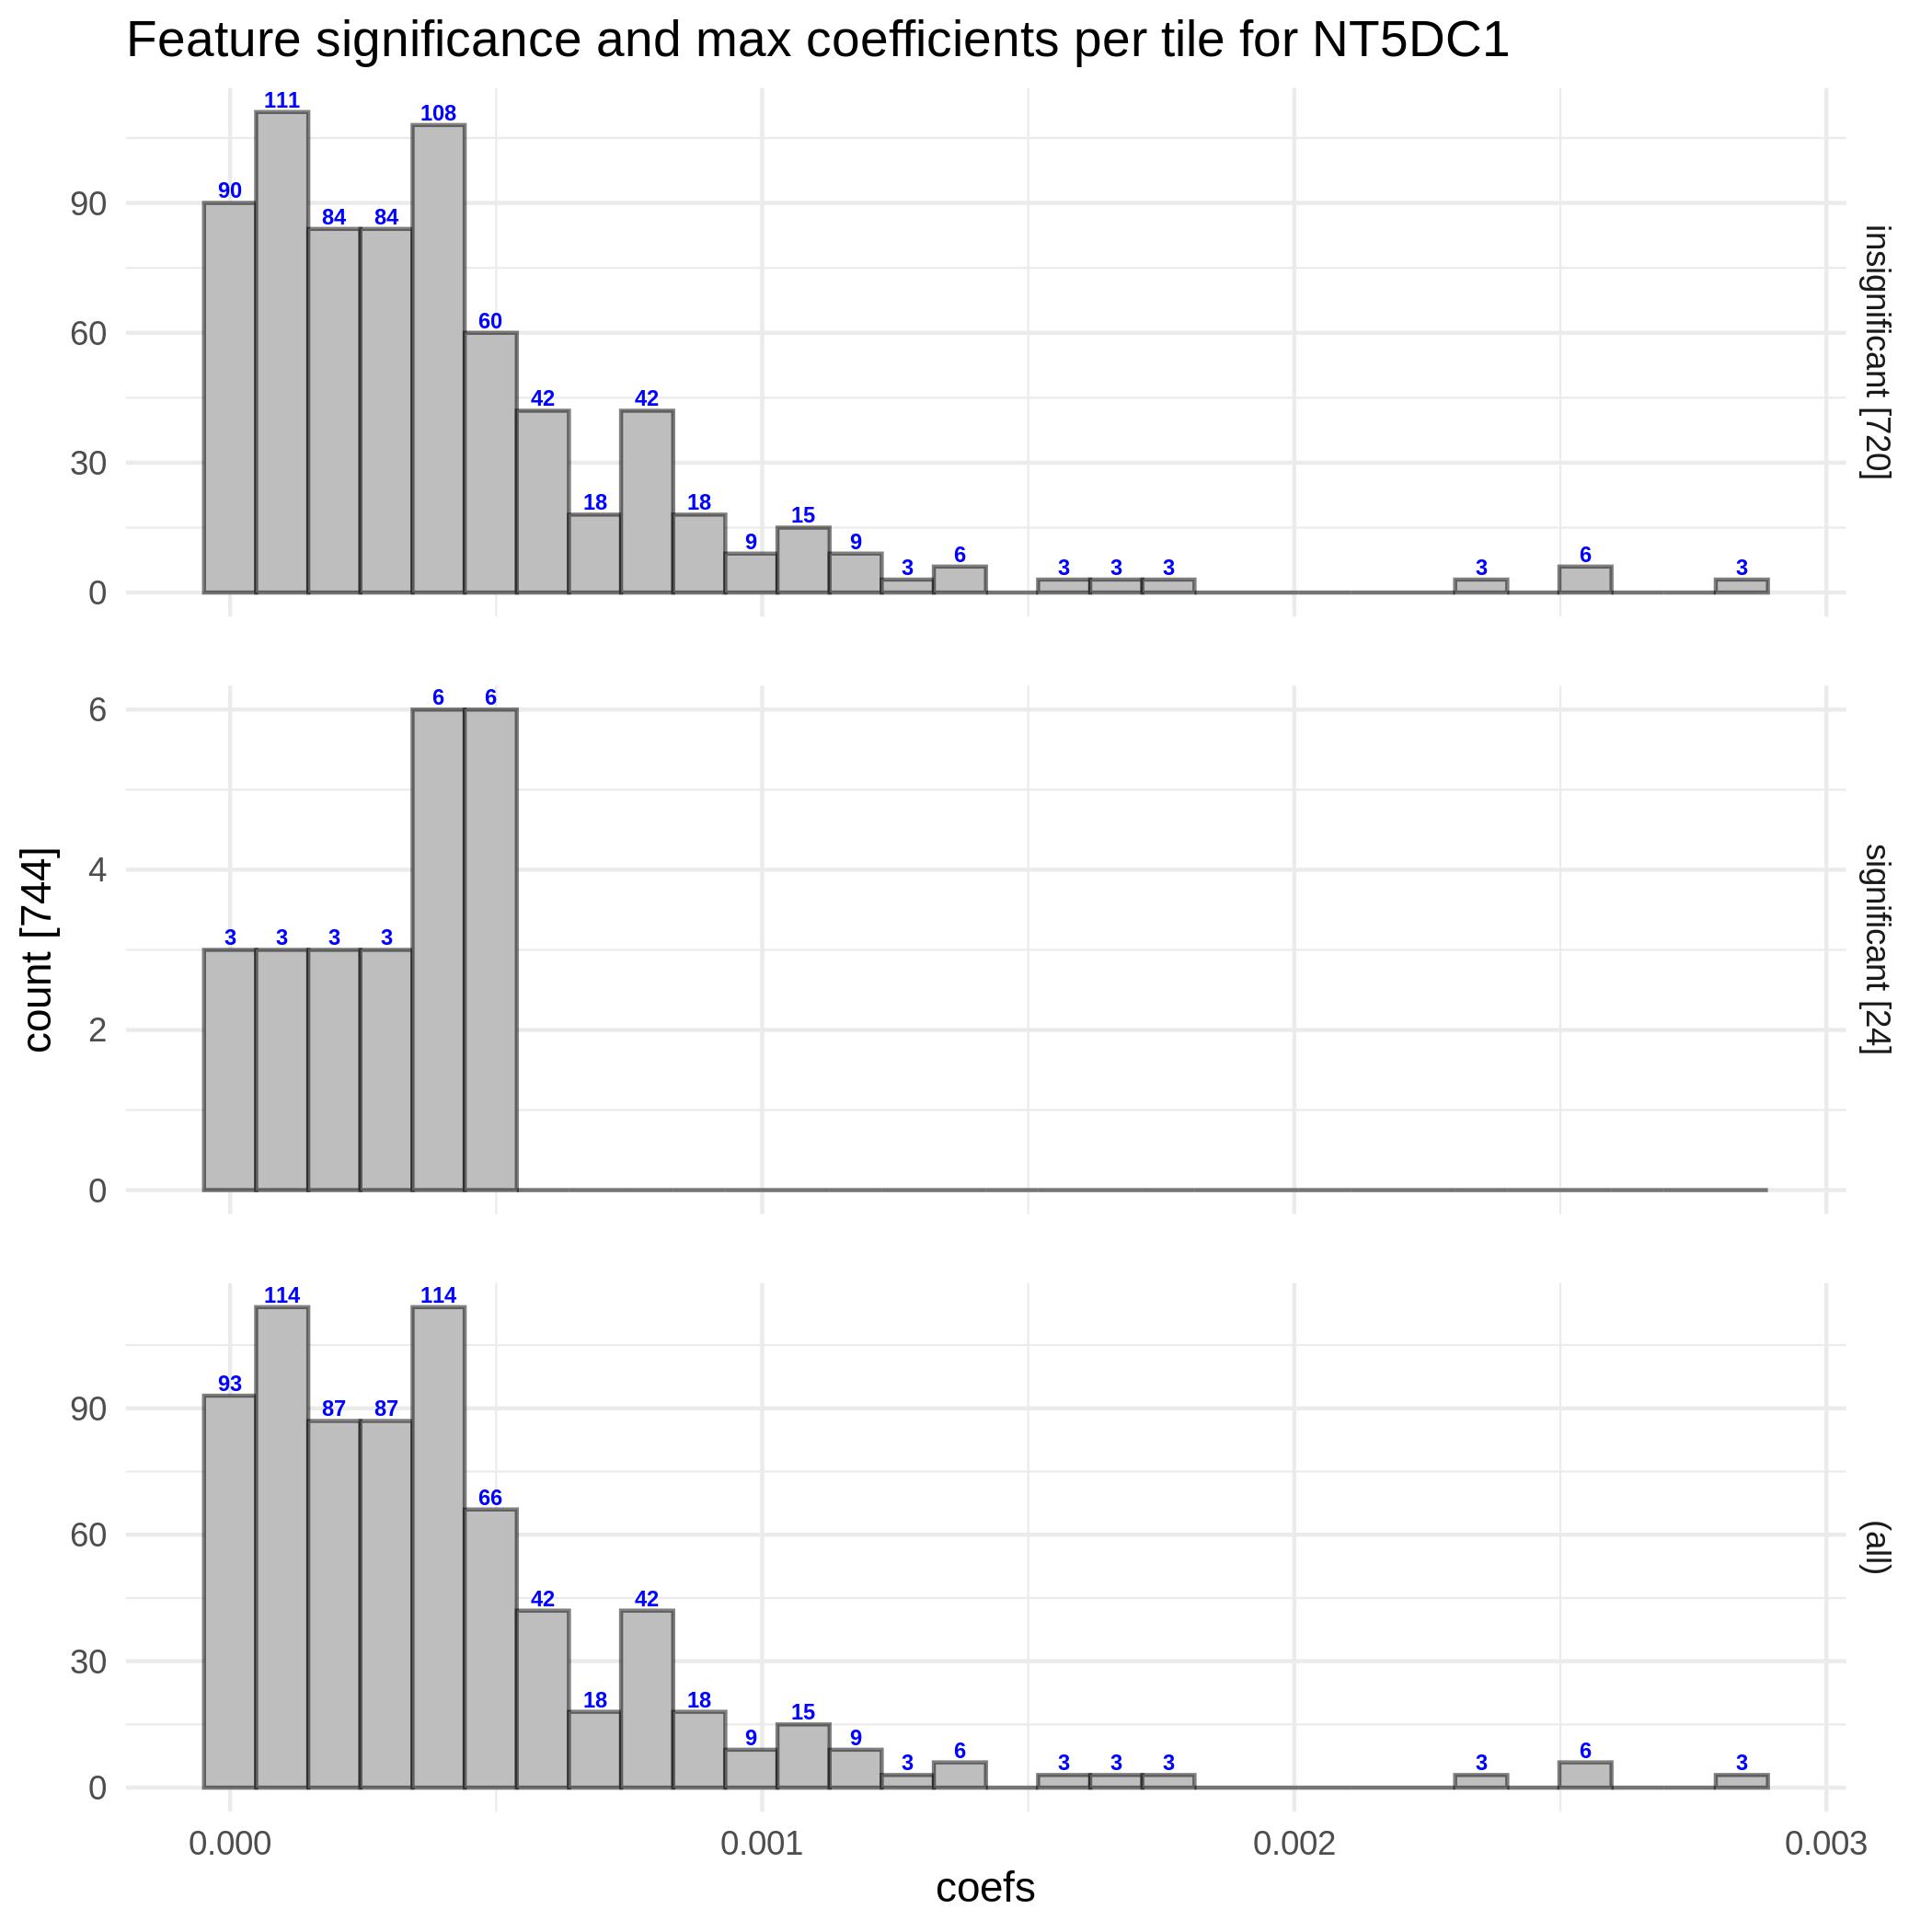 Feature significance and max coefficients per tile for NT5DC1
111
108
90
84 84
60
42 42
18 18
9 15 9
3 6 3 3 3 3 6 3
90
60
30
0
insignificant [720]
6 6
3 3 3 3
6
4
2
0
significant [24]
count [744]
114 114
93
87 87
66
42 42
18 18
9 15 9
3 6 3 3 3 3 6 3
90
60
30
0
(all)
0.000 0.001 0.002 0.003
coefs